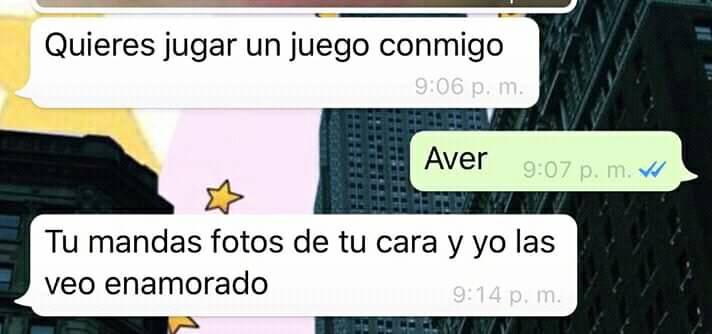 Quieres jugar un juego conmigo
9:06 p. m.
Aver
9:07 p. m.
Tu mandas fotos de tu cara y yo las
veo enamorado
9:14 p. m.